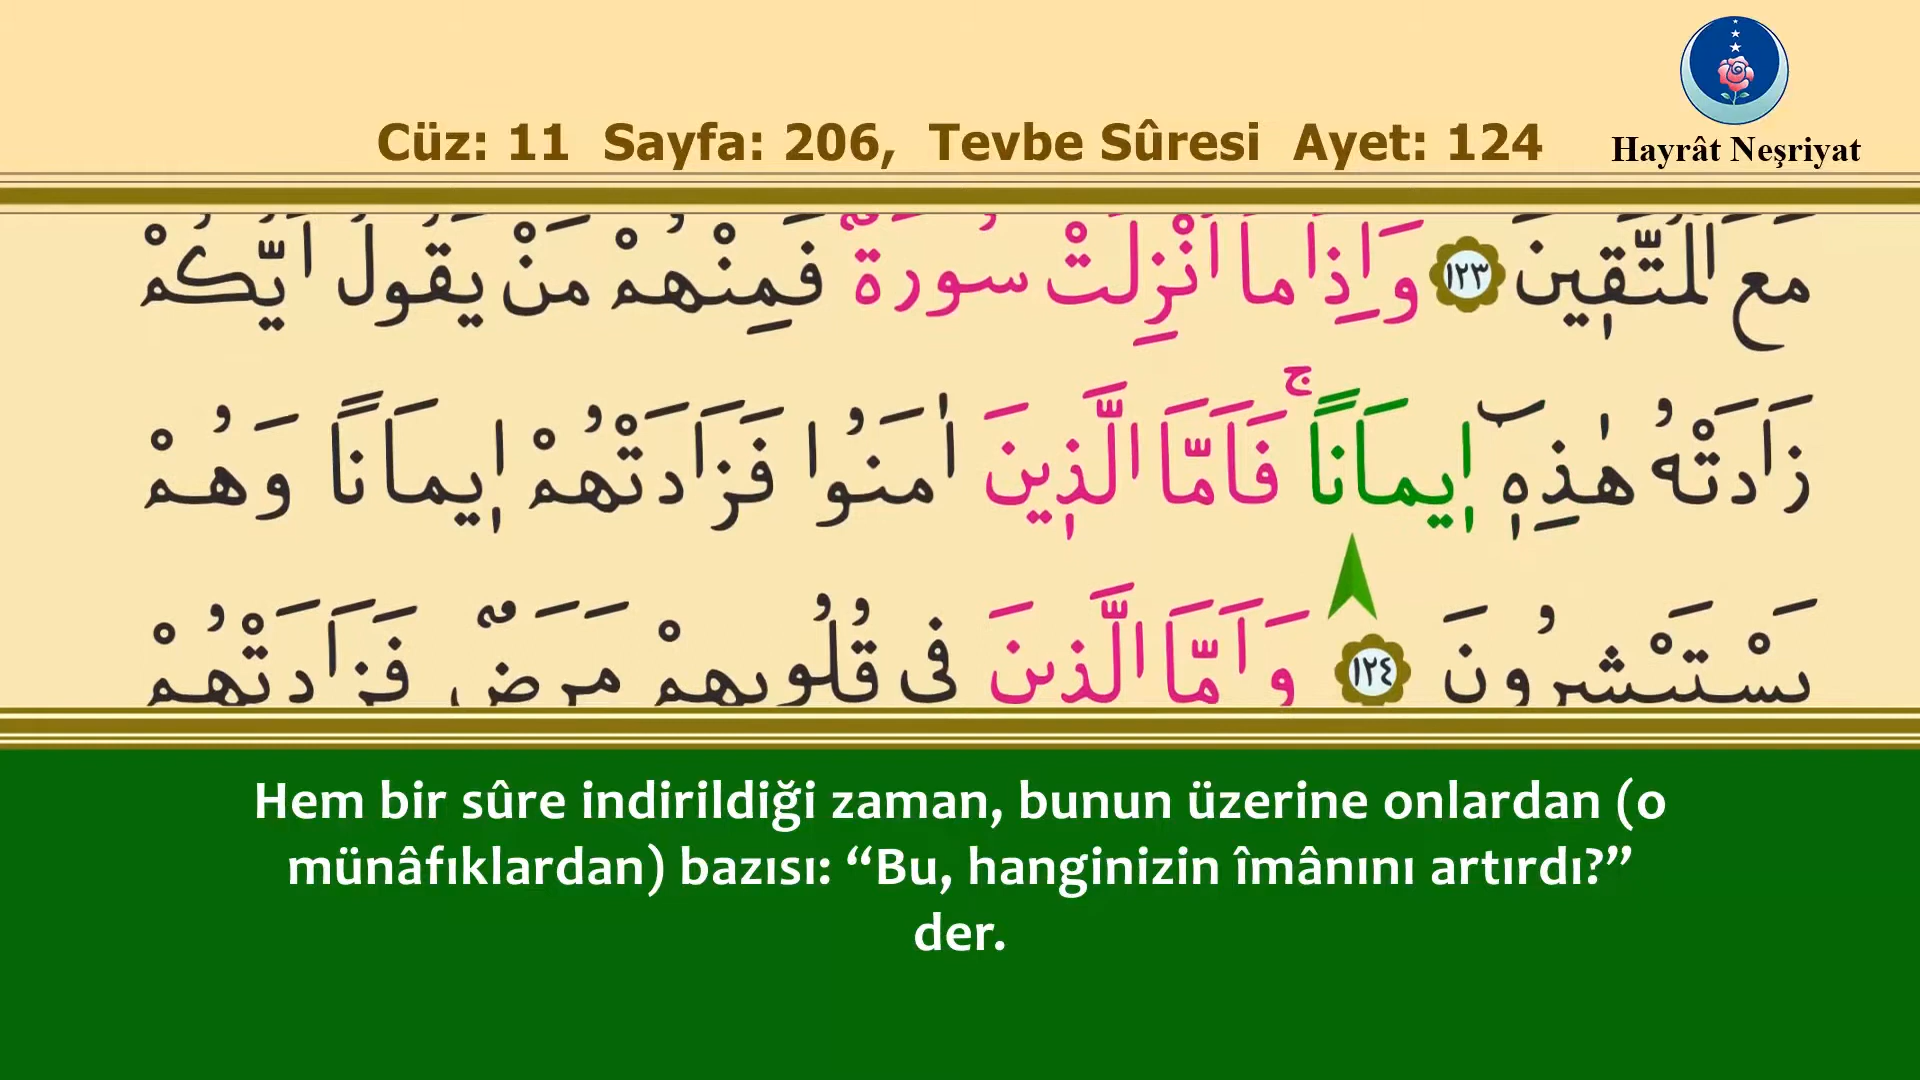 Cüz: 11 Sayfa: 206, Tevbe Sûresi Ayet: 124
Hayrât Neşriyat
مَعَ الْمُتَّقٖينَ ﴿١٢٣﴾ وَاِذَا مَٓا اُنْزِلَتْ سُورَةٌ فَمِنْهُمْ مَنْ يَقُولُ اَيُّكُمْ
زَادَتْهُ هٰذِهٖٓ اٖيمَانًاۚ فَاَمَّا الَّذٖينَ اٰمَنُوا فَزَادَتْهُمْ اٖيمَانًا وَهُمْ
يَسْتَبْشِرُونَ ﴿١٢٤﴾ وَاَمَّا الَّذٖينَ فٖى قُلُوبِهِمْ مَرَضٌ فَزَادَتْهُمْ
Hem bir sûre indirildiği zaman, bunun üzerine onlardan (o
münâfıklardan) bazısı: “Bu, hanginizin îmânını artırdı?”
der.